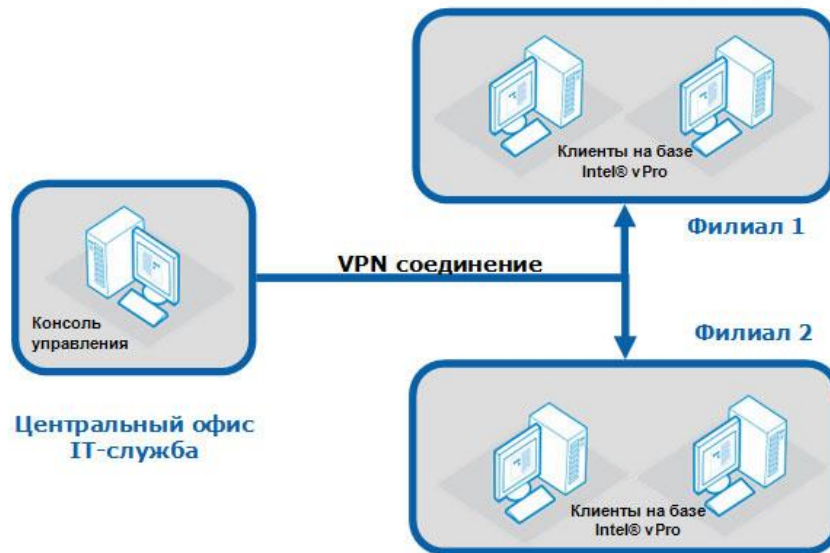 Клиенты на базе
Intel® vPro
Филиал 1
VPN соединение
Консоль
управления
Филиал 2
Центральный офис
IT-служба
Клиенты на базе
Intel® vPro